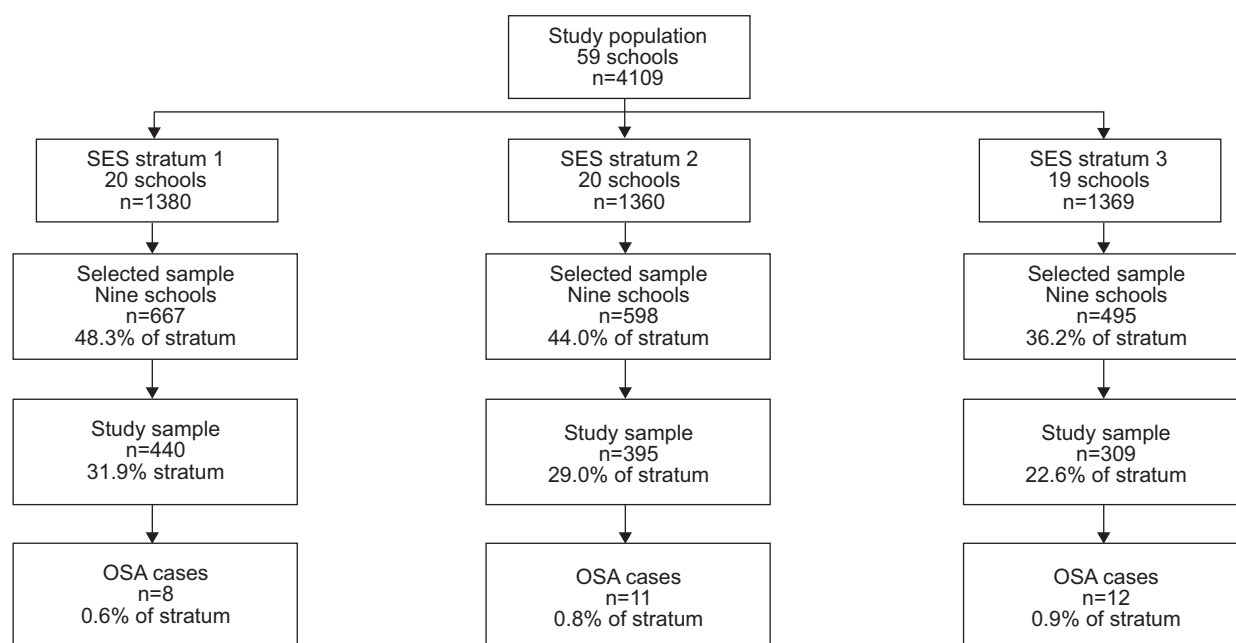 Study population
59 schools
n=4109
SES stratum 1
20 schools
n=1380
SES stratum 2
20 schools
n=1360
SES stratum 3
19 schools
n=1369
Selected sample
Nine schools
n=667
48.3% of stratum
Selected sample
Nine schools
n=598
44.0% of stratum
Selected sample
Nine schools
n=495
36.2% of stratum
Study sample
n=440
31.9% stratum
Study sample
n=395
29.0% of stratum
Study sample
n=309
22.6% of stratum
OSA cases
n=8
0.6% of stratum
OSA cases
n=11
0.8% of stratum
OSA cases
n=12
0.9% of stratum